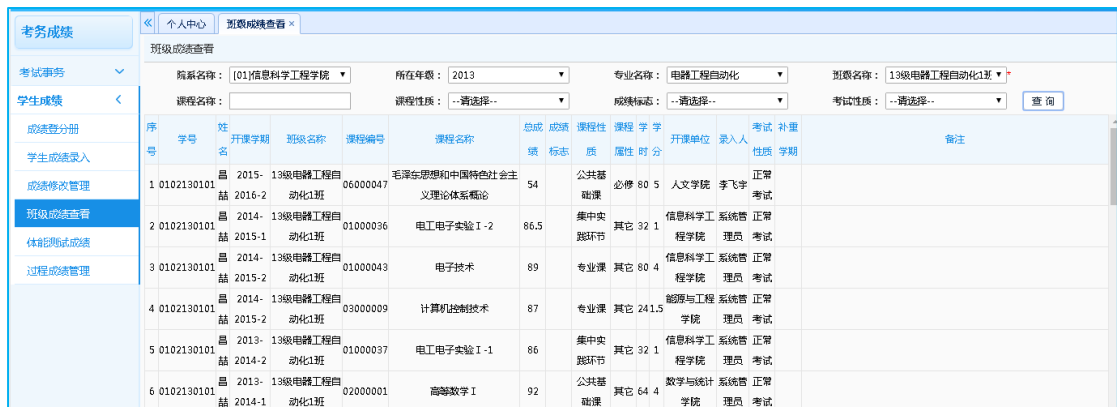 考务成绩
考试事务
学生成绩
成绩登分册
学生成绩录入
成绩修改管理
班级成绩查看
体能测试成绩
过程成绩管理
个人中心 班级成绩查看 ×
班级成绩查看
院系名称： [01]信息科学工程学院 所在年级： 2013 专业名称： 电器工程自动化 班级名称： 13级电器工程自动化1班 *
课程名称： 课程性质： --请选择-- 成绩标志： --请选择-- 考试性质： --请选择-- 查 询
序号 学号 姓名 开课学期 班级名称 课程编号 课程名称 总成绩 成绩标志 课程性质 课程属性 学时 学分 开课单位 录入人 考试性质 补重学期 备注
1 0102130101 昌喆 2015-2016-2 13级电器工程自动化1班 06000047 毛泽东思想和中国特色社会主义理论体系概论 54 公共基础课 必修 80 5 人文学院 李飞宇 正常考试
2 0102130101 昌喆 2014-2015-1 13级电器工程自动化1班 01000036 电工电子实验Ⅰ-2 86.5 集中实践环节 其它 32 1 信息科学工程学院 系统管理员 正常考试
3 0102130101 昌喆 2014-2015-2 13级电器工程自动化1班 01000043 电子技术 89 专业课 其它 80 4 信息科学工程学院 系统管理员 正常考试
4 0102130101 昌喆 2014-2015-2 13级电器工程自动化1班 03000009 计算机控制技术 87 专业课 其它 24 1.5 能源与工程学院 系统管理员 正常考试
5 0102130101 昌喆 2013-2014-2 13级电器工程自动化1班 01000037 电工电子实验Ⅰ-1 86 集中实践环节 其它 32 1 信息科学工程学院 系统管理员 正常考试
6 0102130101 昌喆 2013-2014-1 13级电器工程自动化1班 02000001 高等数学Ⅰ 92 公共基础课 其它 64 4 数学与统计学院 系统管理员 正常考试